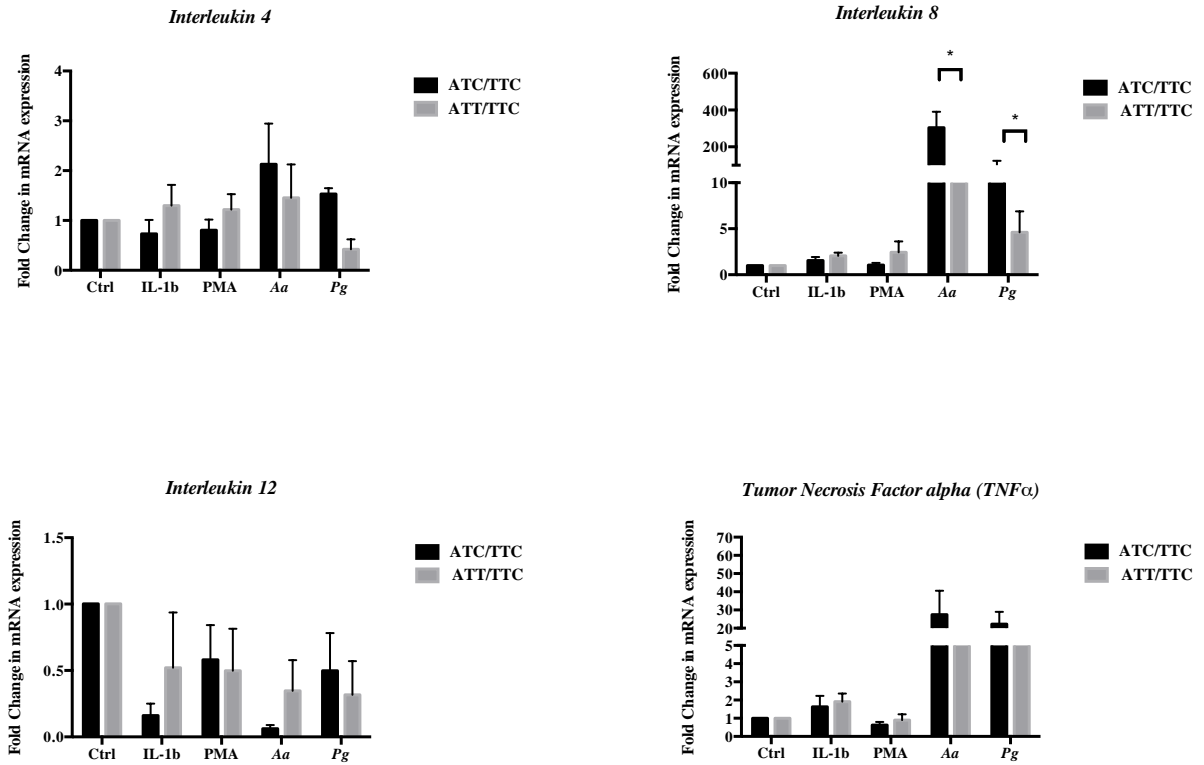 Interleukin 4
Fold Change in mRNA expression
4
3
2
1
0
Ctrl IL-1b PMA Aa Pg
ATC/TTC
ATT/TTC
Interleukin 8
Fold Change in mRNA expression
600
400
200
10
5
0
*
*
Ctrl IL-1b PMA Aa Pg
ATC/TTC
ATT/TTC
Interleukin 12
Fold Change in mRNA expression
1.5
1.0
0.5
0.0
Ctrl IL-1b PMA Aa Pg
ATC/TTC
ATT/TTC
Tumor Necrosis Factor alpha (TNFα)
Fold Change in mRNA expression
70
60
50
40
30
20
5
4
3
2
1
0
Ctrl IL-1b PMA Aa Pg
ATC/TTC
ATT/TTC